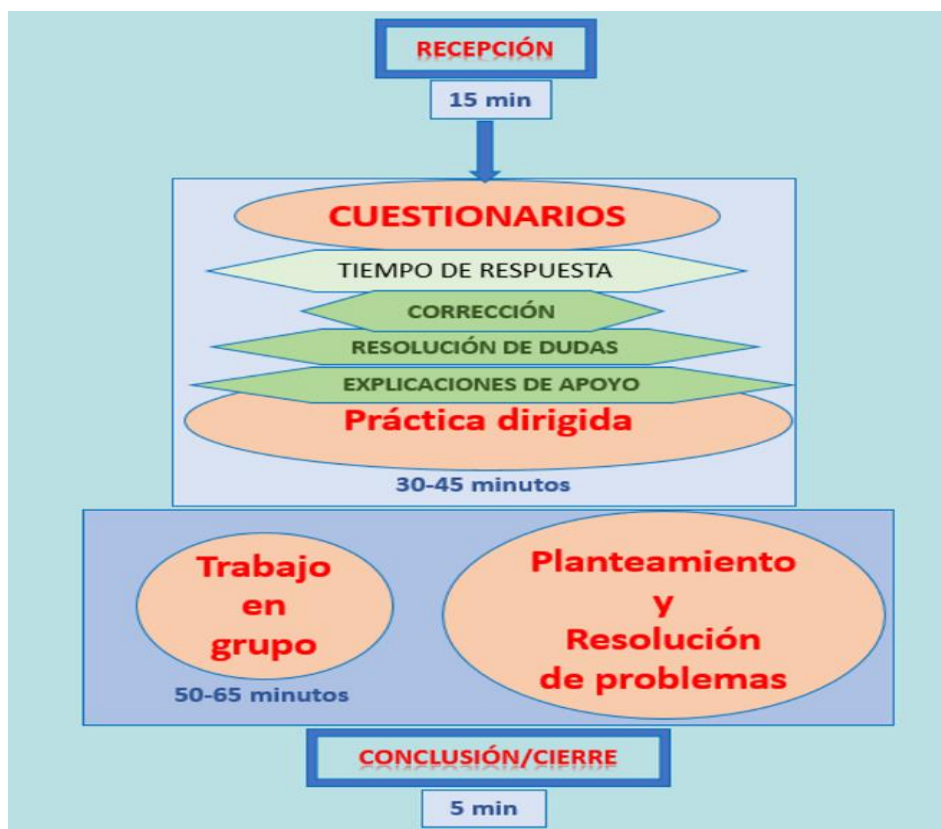 RECEPCIÓN
15 min
CUESTIONARIOS
TIEMPO DE RESPUESTA
CORRECCIÓN
RESOLUCIÓN DE DUDAS
EXPLICACIONES DE APOYO
Práctica dirigida
30-45 minutos
Trabajo
en
grupo
50-65 minutos
Planteamiento
y
Resolución
de problemas
CONCLUSIÓN/CIERRE
5 min